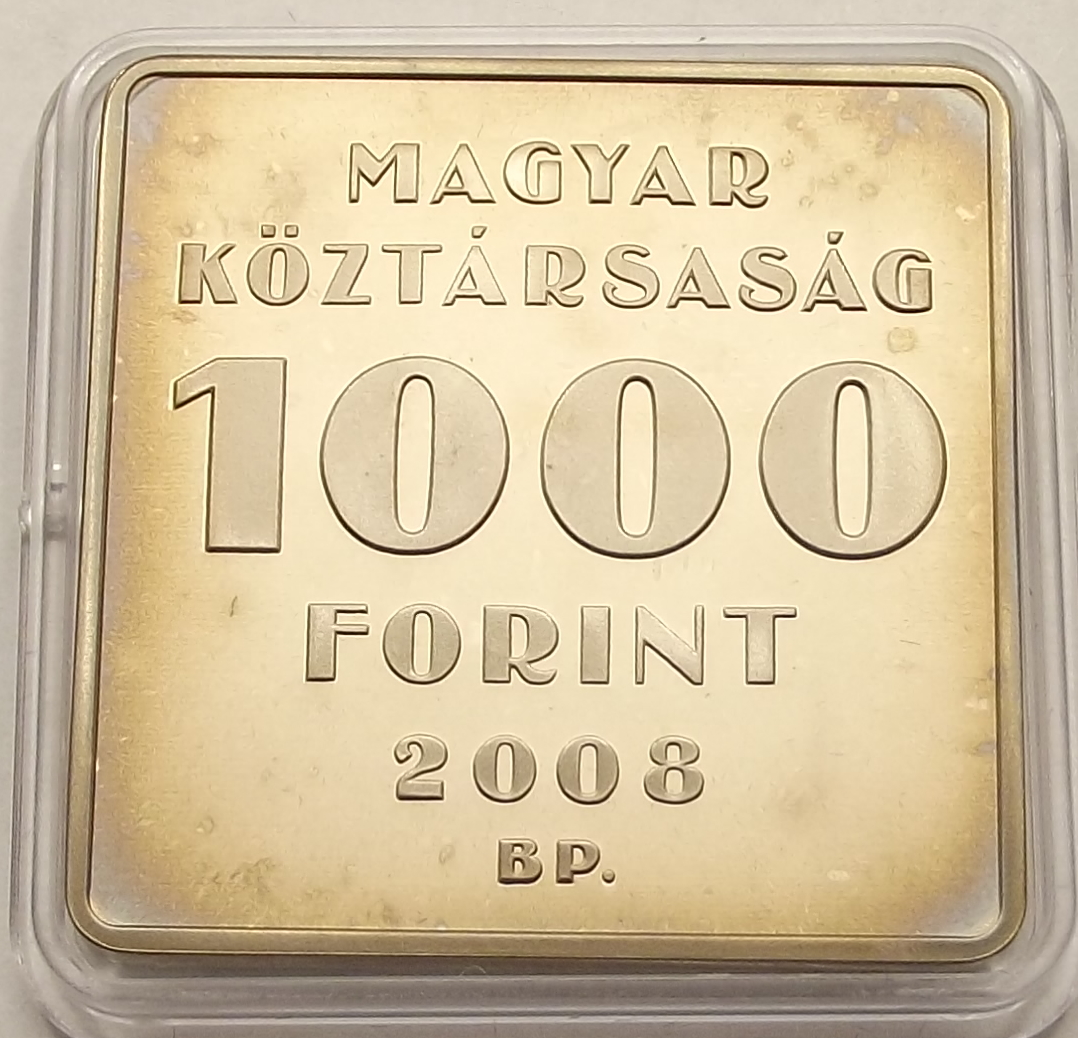 MAGYAR
KÖZTÁRSASÁG
1000
FORINT
2008
BP.